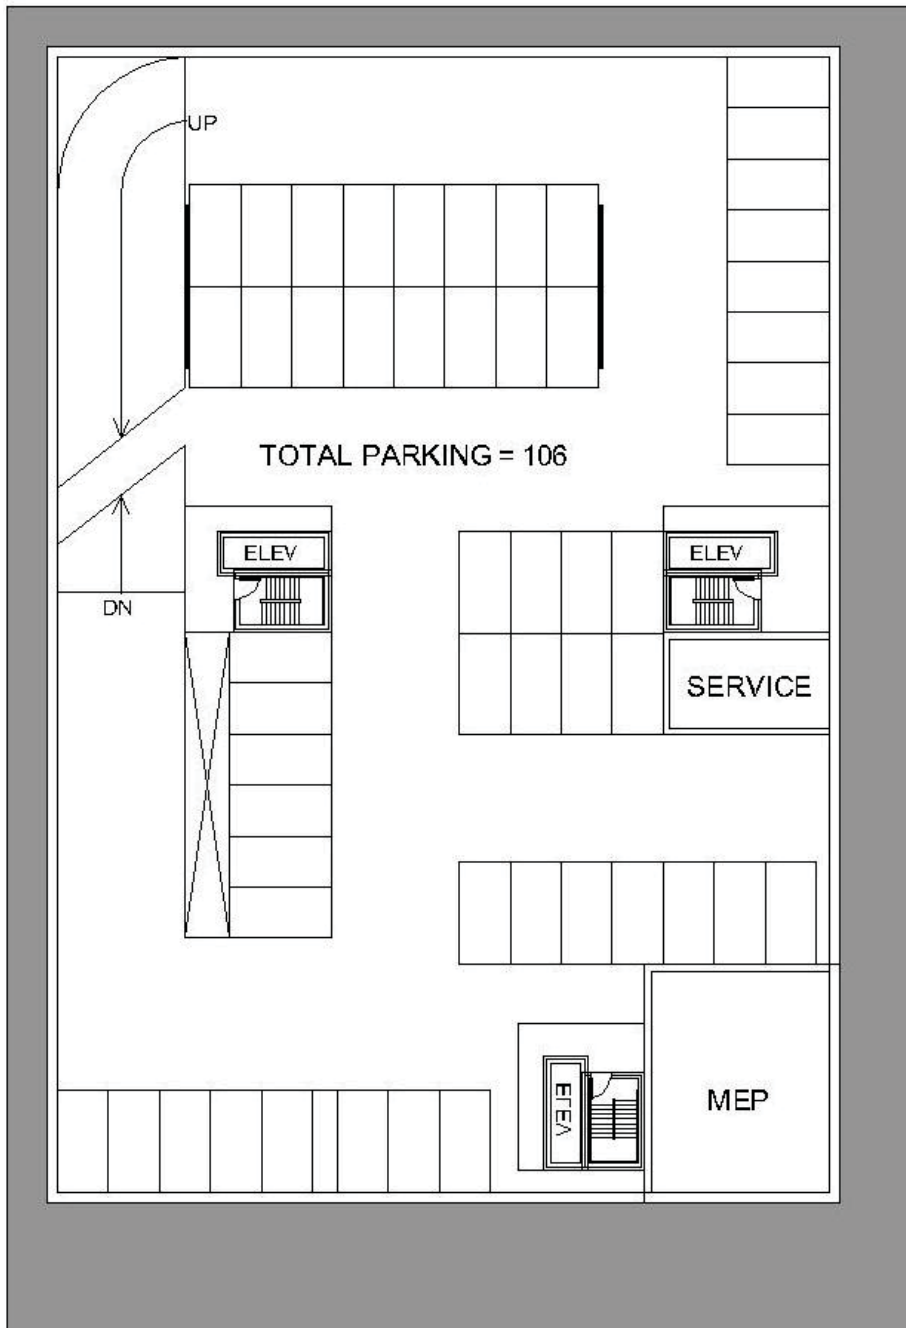 UP
TOTAL PARKING = 106
ELEV
ELEV
DN
SERVICE
ELEV
MEP